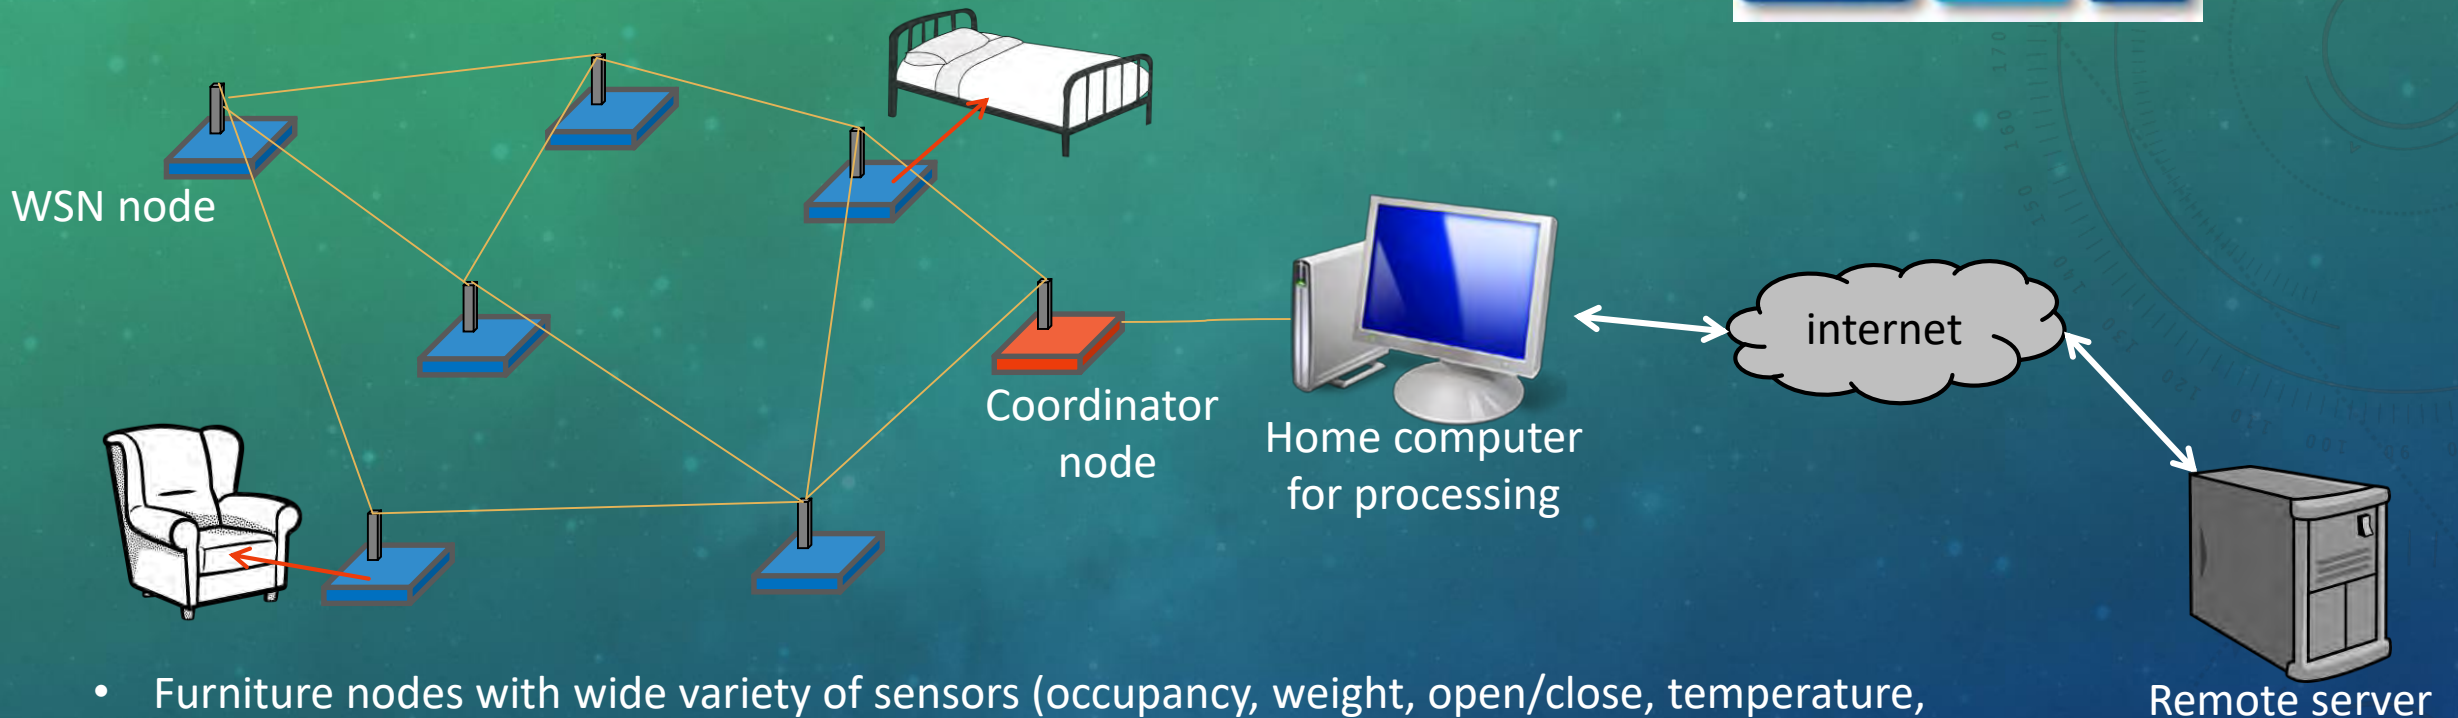 WSN node
internet
Coordinator
node
Home computer
for processing
• Furniture nodes with wide variety of sensors (occupancy, weight, open/close, temperature,
Remote server